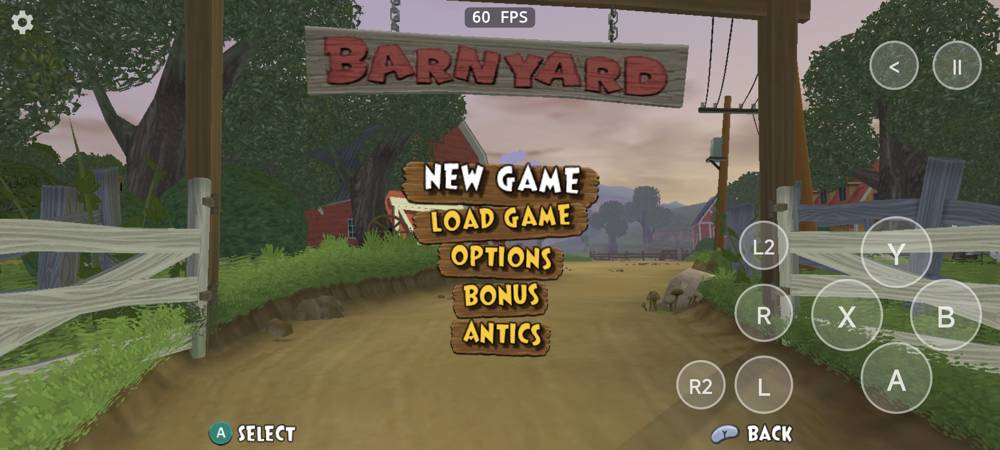 60 FPS
BARNYARD
<
II
NEW GAME
LOAD GAME
OPTIONS
BONUS
ANTICS
L2
Y
R
X
B
R2
L
A
A SELECT
Y BACK